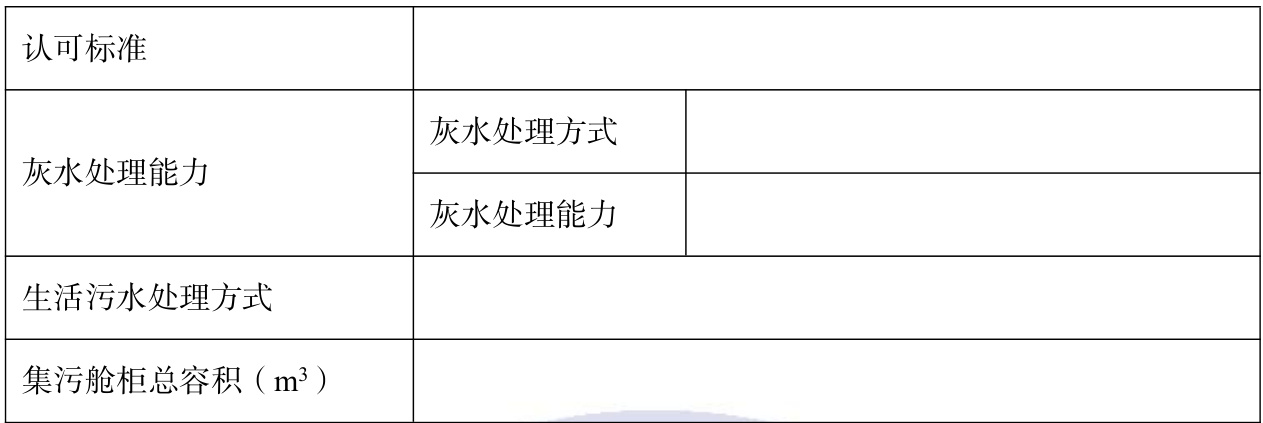 认可标准
灰水处理方式
灰水处理能力
灰水处理能力
生活污水处理方式
集污舱柜总容积（m³）